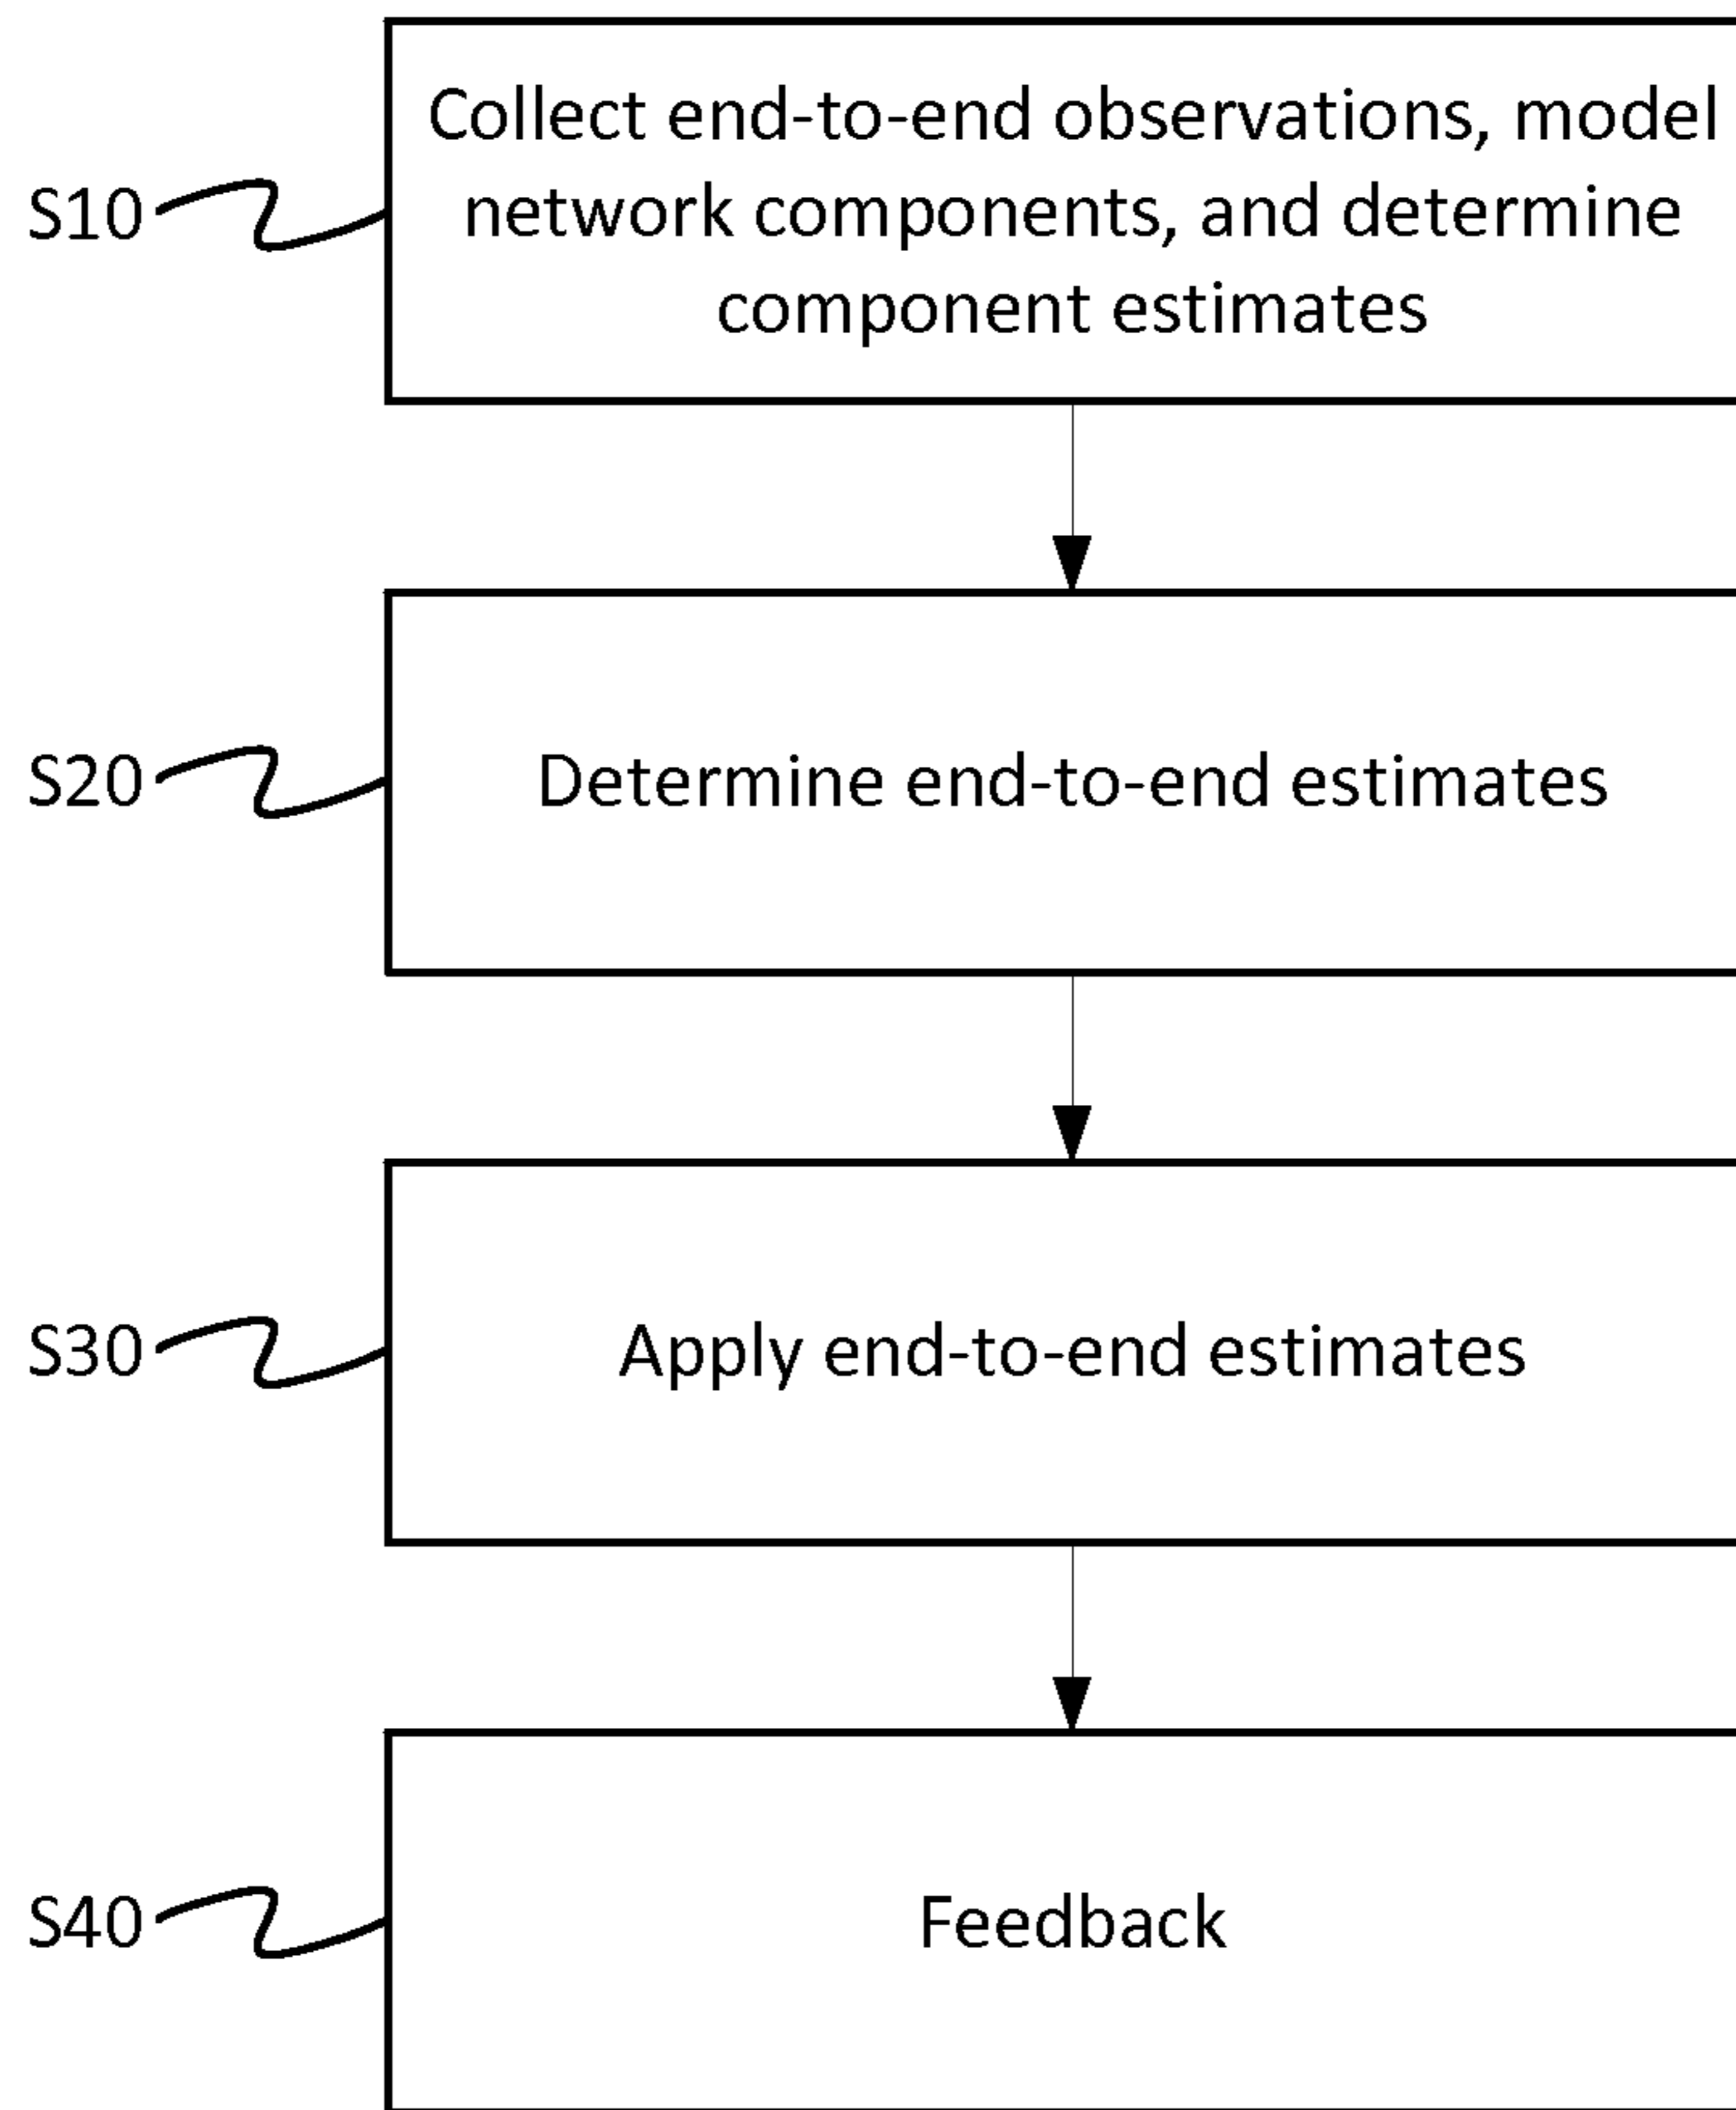 Collect end-to-end observations, model
S10 network components, and determine
component estimates
S20 Determine end-to-end estimates
S30 Apply end-to-end estimates
S40 Feedback